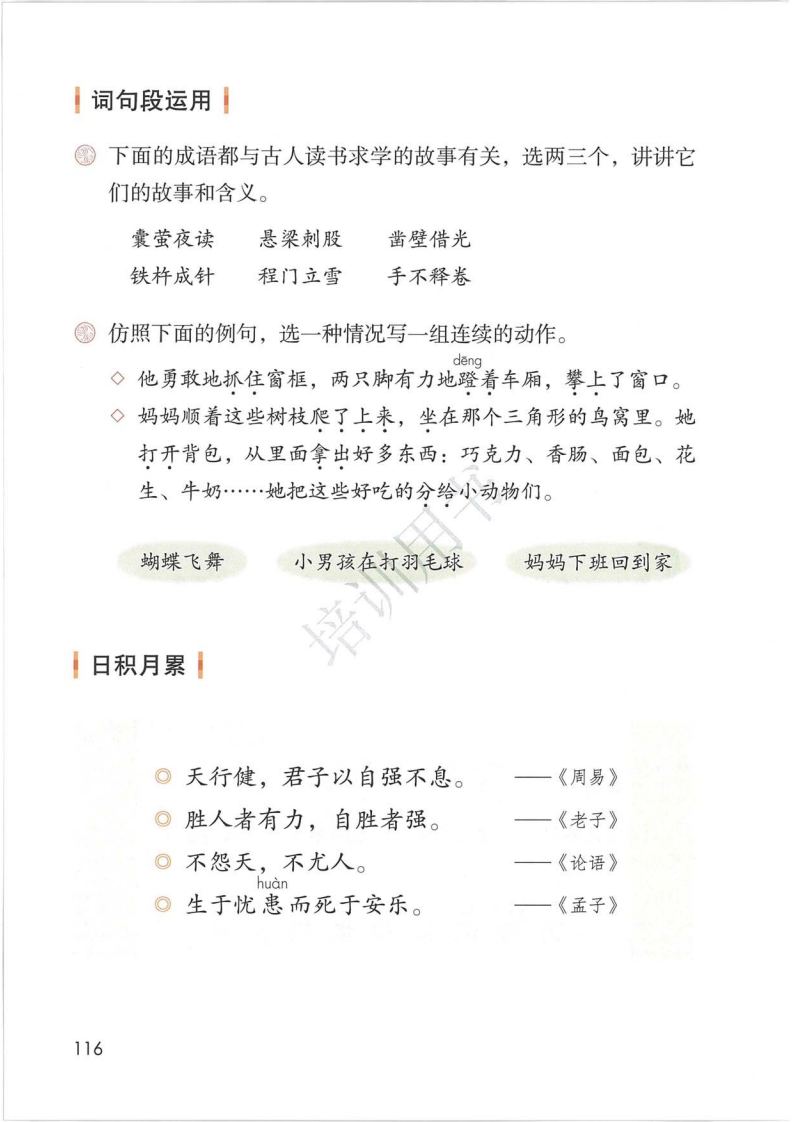 词句段运用
下面的成语都与古人读书求学的故事有关，选两三个，讲讲它
们的故事和含义。
囊萤夜读 悬梁刺股 凿壁借光
铁杵成针 程门立雪 手不释卷
仿照下面的例句，选一种情况写一组连续的动作。
dēng
◇ 他勇敢地抓住窗框，两只脚有力地蹬着车厢，攀上了窗口。
◇ 妈妈顺着这些树枝爬了上来，坐在那个三角形的鸟窝里。她
打开背包，从里面拿出好多东西：巧克力、香肠、面包、花
生、牛奶……她把这些好吃的分给小动物们。
蝴蝶飞舞 小男孩在打羽毛球 妈妈下班回到家
培训用书
日积月累
◎ 天行健，君子以自强不息。 ——《周易》
◎ 胜人者有力，自胜者强。 ——《老子》
◎ 不怨天，不尤人。 ——《论语》
huàn
◎ 生于忧患而死于安乐。 ——《孟子》
116